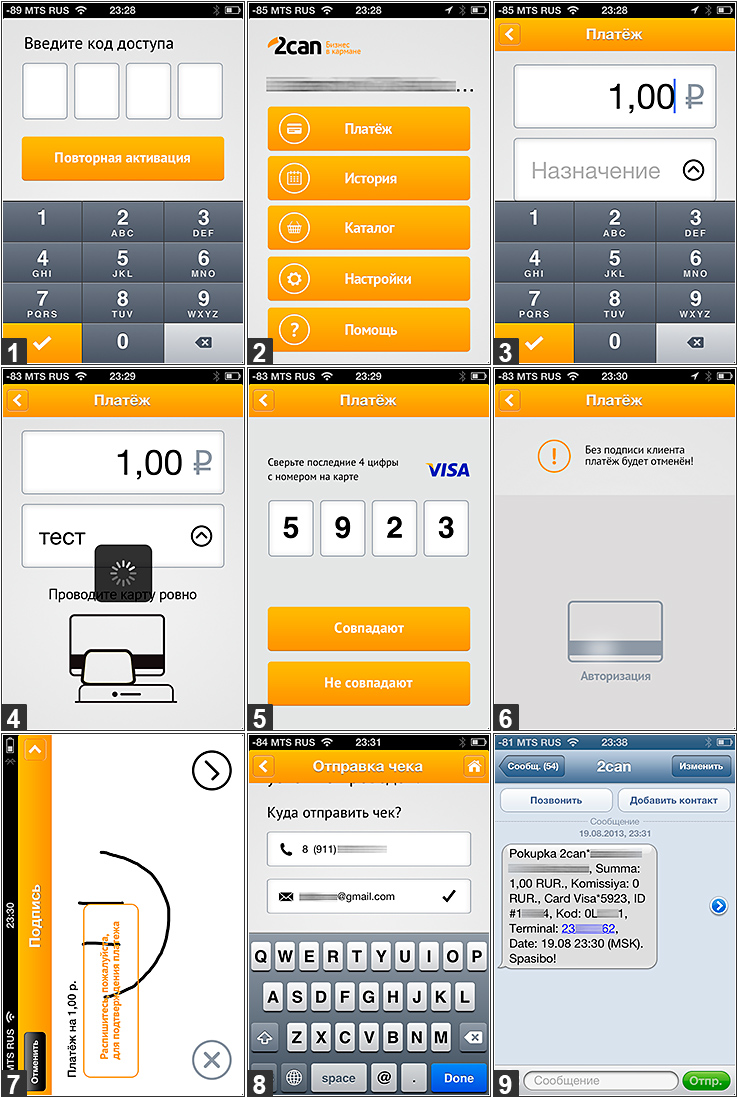 -89 MTS RUS 23:28
Введите код доступа
Повторная активация
1 2 3
ABC DEF
4 5 6
GHI JKL MNO
7 8 9
PQRS TUV WXYZ
0
1
-85 MTS RUS 23:28
2can Бизнес
в кармане
...
Платёж
История
Каталог
Настройки
? Помощь
2
-83 MTS RUS 23:28
Платёж
1,00 ₽
Назначение
1 2 3
ABC DEF
4 5 6
GHI JKL MNO
7 8 9
PQRS TUV WXYZ
0
3
-83 MTS RUS 23:29
Платёж
1,00 ₽
тест
Проводите карту ровно
4
-83 MTS RUS 23:29
Платёж
Сверьте последние 4 цифры
с номером на карте
VISA
5 9 2 3
Совпадают
Не совпадают
5
-83 MTS RUS 23:30
Платёж
! Без подписи клиента
платёж будет отменён!
Авторизация
6
MTS RUS 23:30
Отменить Подпись
Платёж на 1,00 р.
Распишитесь, пожалуйста,
для подтверждения платежа
7
-84 MTS RUS 23:31
Отправка чека
Куда отправить чек?
8 (911)
@gmail.com
Q W E R T Y U I O P
A S D F G H J K L
Z X C V B N M
space @ . Done
8
-81 MTS RUS 23:38
Сообщ. (54) 2can Изменить
Позвонить Добавить контакт
Сообщение
19.08.2013, 23:31
Pokupka 2can*
, Summa:
1,00 RUR., Komissiya: 0
RUR., Card Visa*5923, ID
#1 4, Kod: 0L 1,
Terminal: 23 62,
Date: 19.08 23:30 (MSK).
Spasibo!
Сообщение Отпр.
9